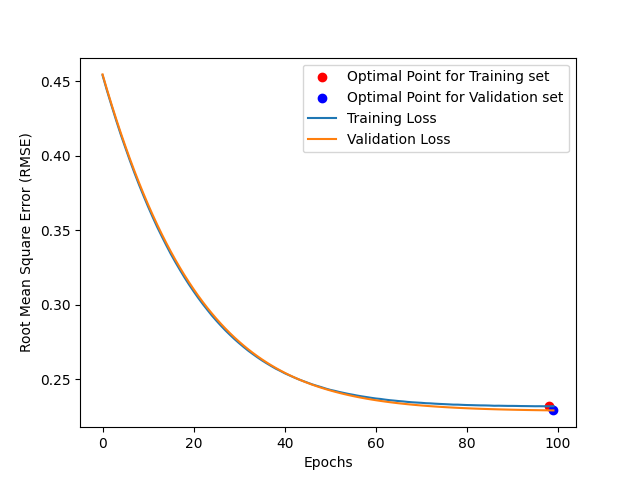 Optimal Point for Training set
Optimal Point for Validation set
Training Loss
Validation Loss
Root Mean Square Error (RMSE)
0.45
0.40
0.35
0.30
0.25
0 20 40 60 80 100
Epochs